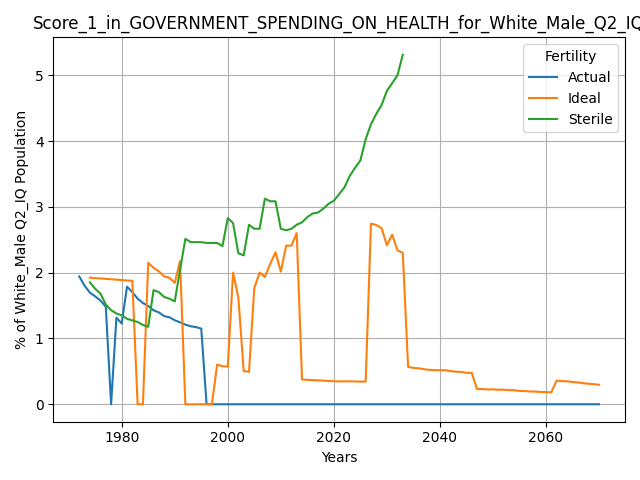 Score_1_in_GOVERNMENT_SPENDING_ON_HEALTH_for_White_Male_Q2_IQ
Fertility
Actual
Ideal
Sterile
% of White_Male Q2_IQ Population
5
4
3
2
1
0
1980 2000 2020 2040 2060
Years